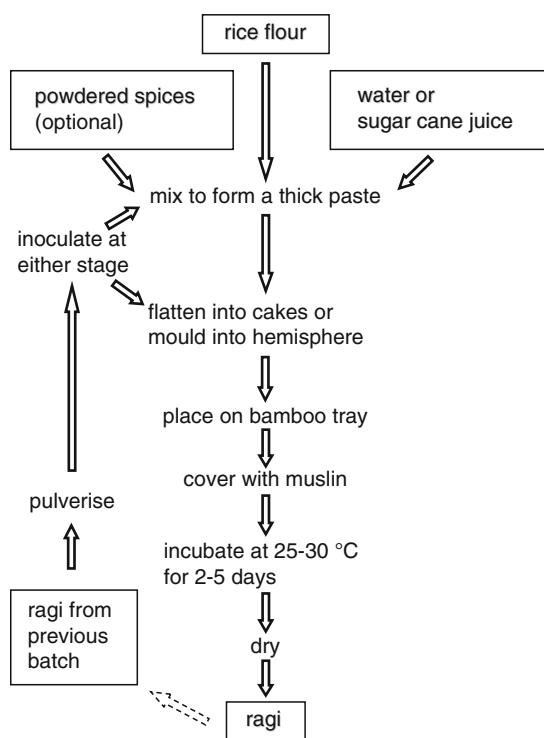 rice flour
powdered spices
(optional)
water or
sugar cane juice
mix to form a thick paste
inoculate at
either stage
flatten into cakes or
mould into hemisphere
place on bamboo tray
cover with muslin
pulverise
incubate at 25-30 °C
for 2-5 days
ragi from
previous
batch
dry
ragi